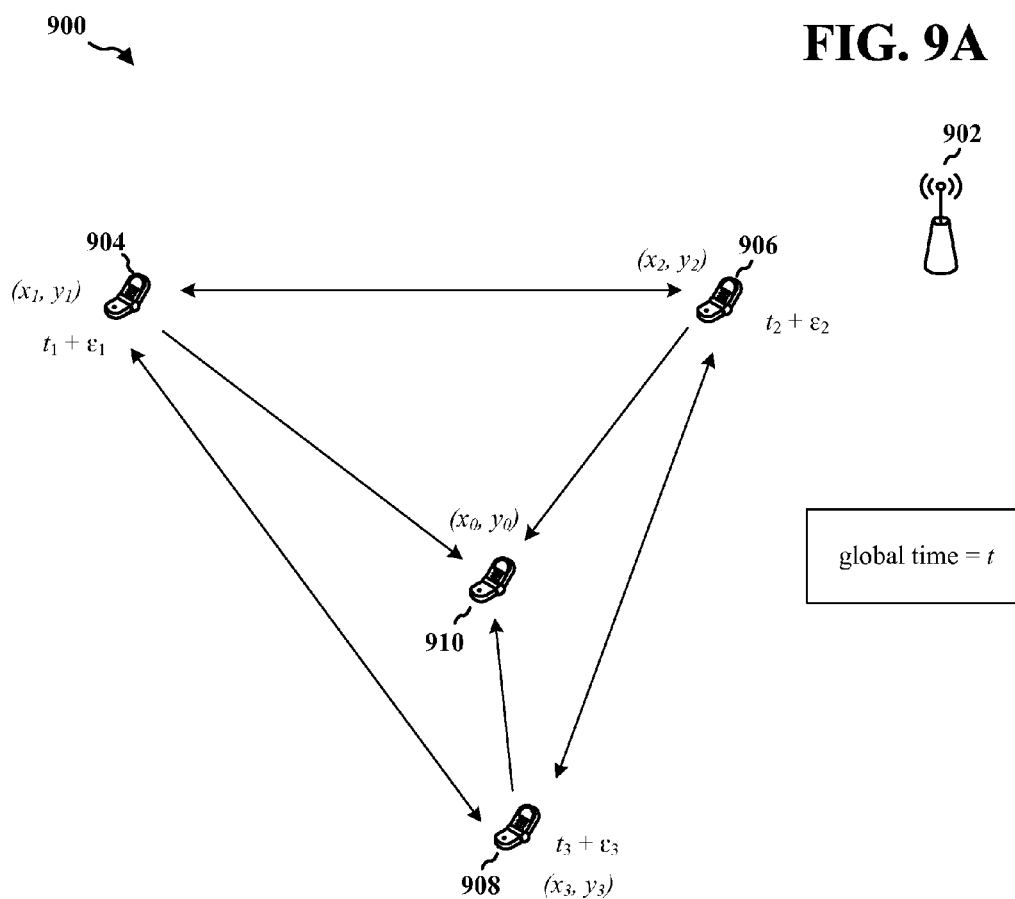 900
FIG. 9A
902
904
906
(x₁, y₁)
(x₂, y₂)
t₁ + ε₁
t₂ + ε₂
(x₀, y₀)
global time = t
910
t₃ + ε₃
908
(x₃, y₃)